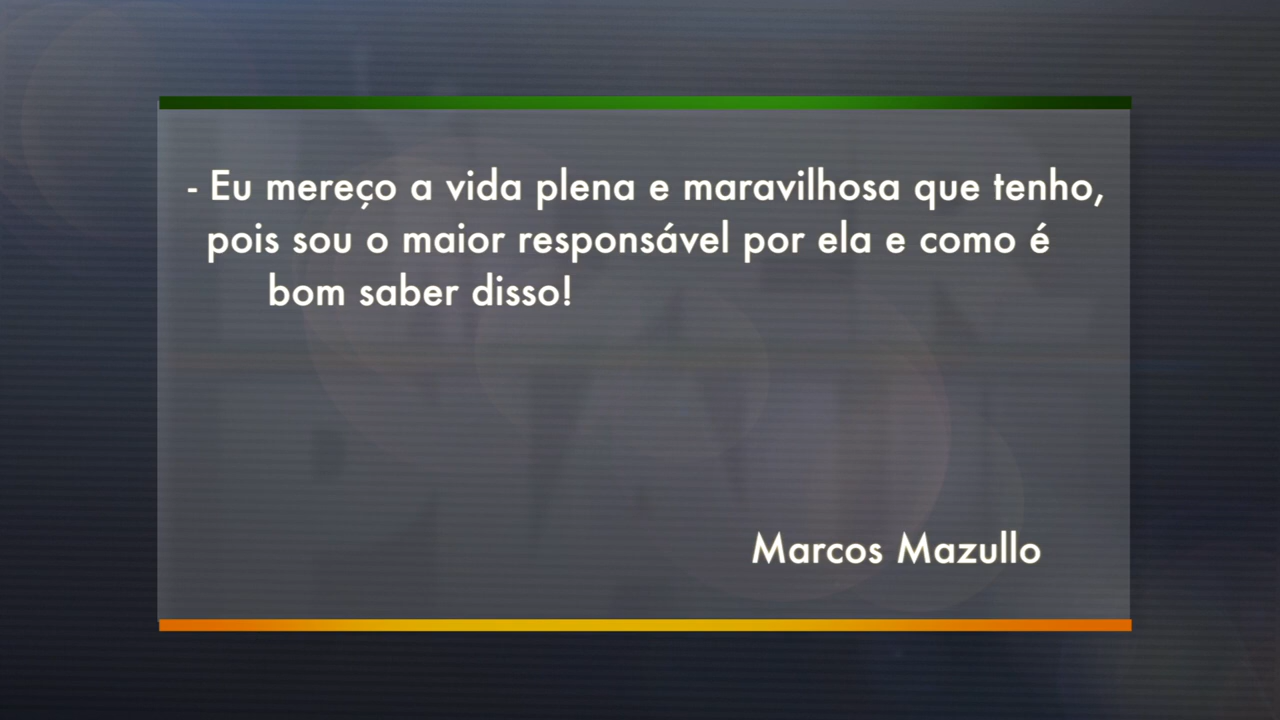 - Eu mereço a vida plena e maravilhosa que tenho,
pois sou o maior responsável por ela e como é
bom saber disso!
Marcos Mazullo